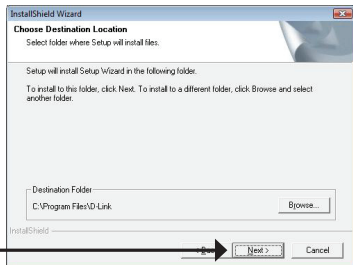 InstallShield Wizard
Choose Destination Location
Select folder where Setup will install files.
Setup will install Setup Wizard in the following folder.
To install to this folder, click Next. To install to a different folder, click Browse and select
another folder.
Destination Folder
C:\Program Files\D-Link
Browse...
InstallShield
Next >
Cancel